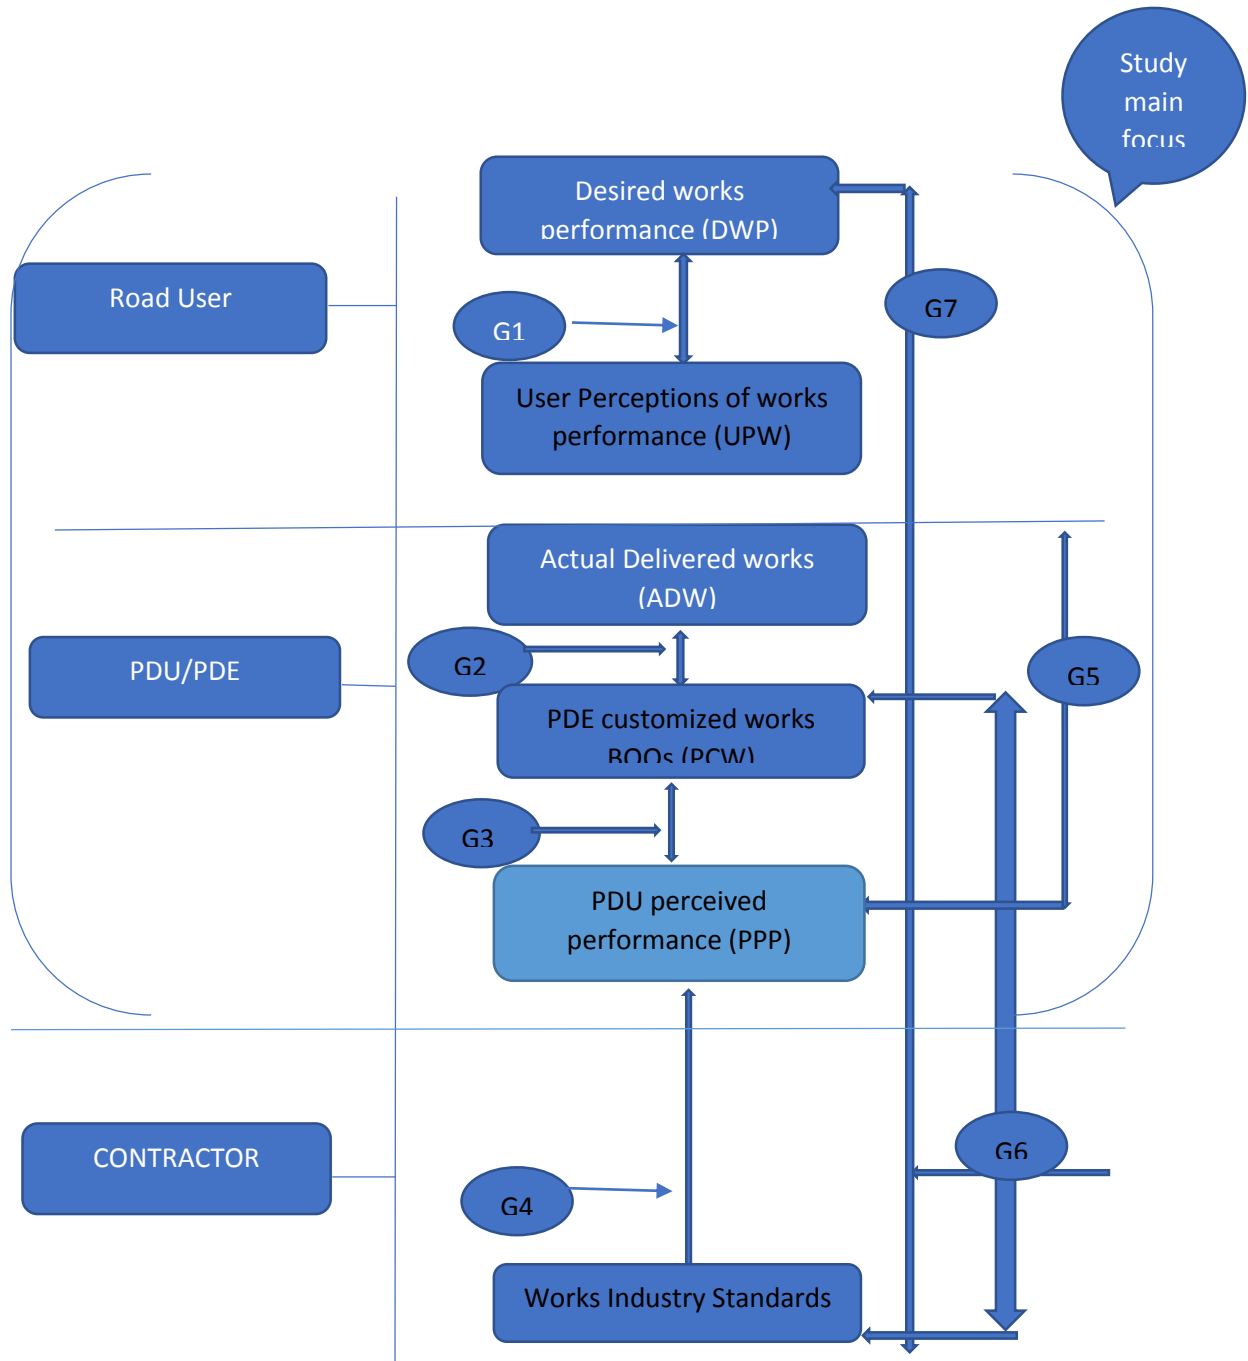 Study
main
focus
Desired works
performance (DWP)
Road User
G7
G1
User Perceptions of works
performance (UPW)
Actual Delivered works
(ADW)
PDU/PDE
G2
G5
PDE customized works
BOQs (PCW)
G3
PDU perceived
performance (PPP)
CONTRACTOR
G6
G4
Works Industry Standards